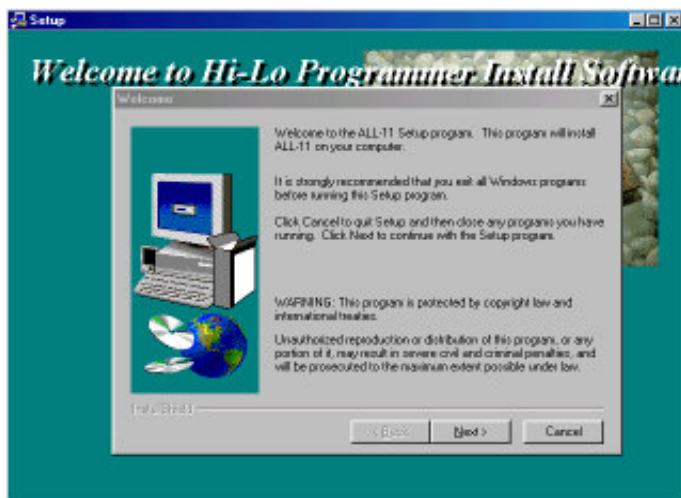 Setup
Welcome to Hi-Lo Programmer Install Softwa
Welcome
Welcome to the ALL-11 Setup program. This program will install
ALL-11 on your computer.
It is strongly recommended that you exit all Windows programs
before running this Setup program.
Click Cancel to quit Setup and then close any programs you have
running. Click Next to continue with the Setup program.
WARNING: This program is protected by copyright law and
international treaties.
Unauthorized reproduction or distribution of this program, or any
portion of it, may result in severe civil and criminal penalties, and
will be prosecuted to the maximum extent possible under law.
InstallShield
< Back Next > Cancel